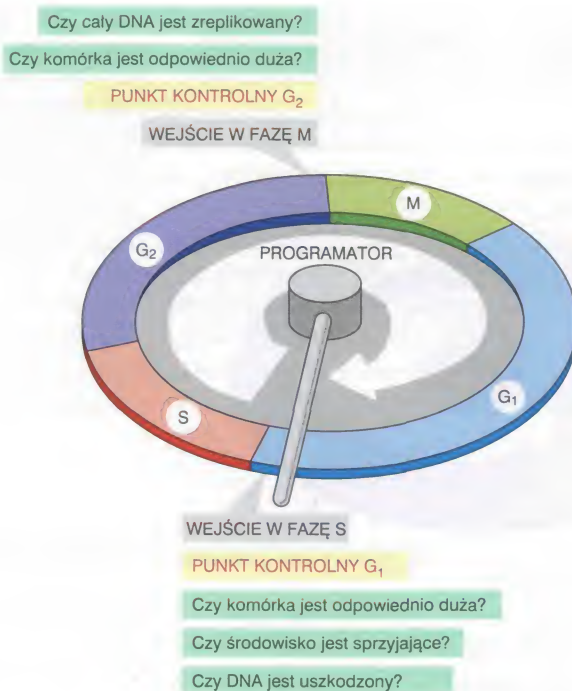 Czy cały DNA jest zreplikowany?
Czy komórka jest odpowiednio duża?
PUNKT KONTROLNY G₂
WEJŚCIE W FAZĘ M
M
G₂
PROGRAMATOR
G₁
S
WEJŚCIE W FAZĘ S
PUNKT KONTROLNY G₁
Czy komórka jest odpowiednio duża?
Czy środowisko jest sprzyjające?
Czy DNA jest uszkodzony?